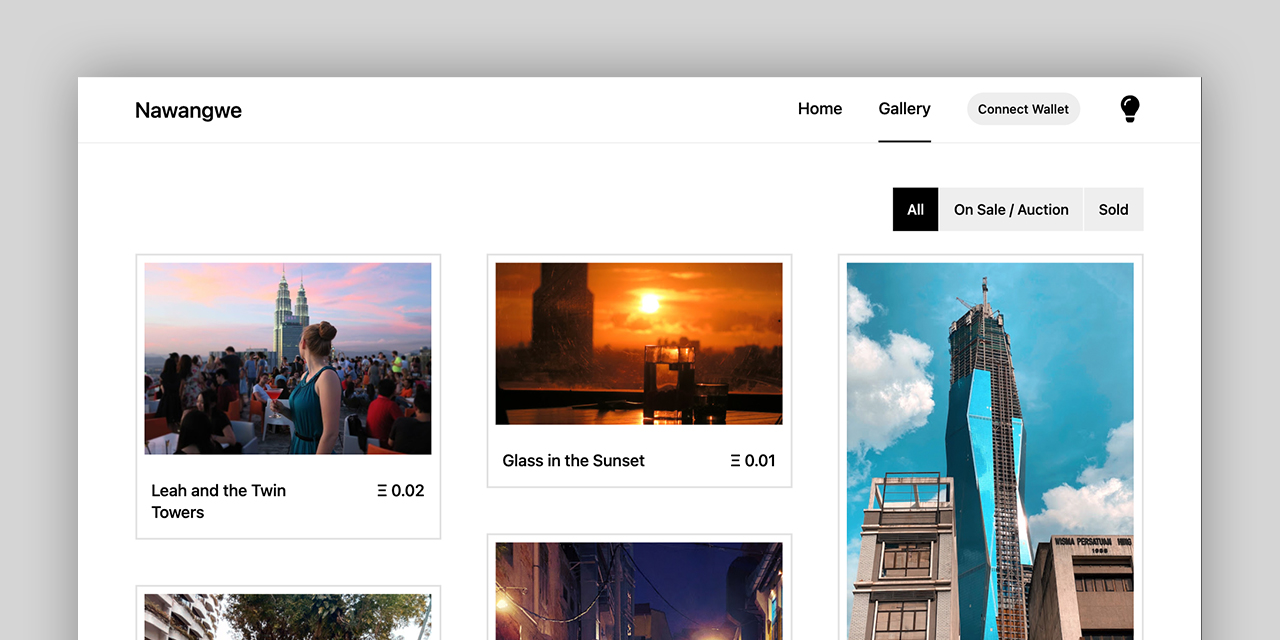 Nawangwe
Home
Gallery
Connect Wallet
All
On Sale / Auction
Sold
Leah and the Twin
Towers
Ξ 0.02
Glass in the Sunset
Ξ 0.01
WISMA PERSATUAN
1960